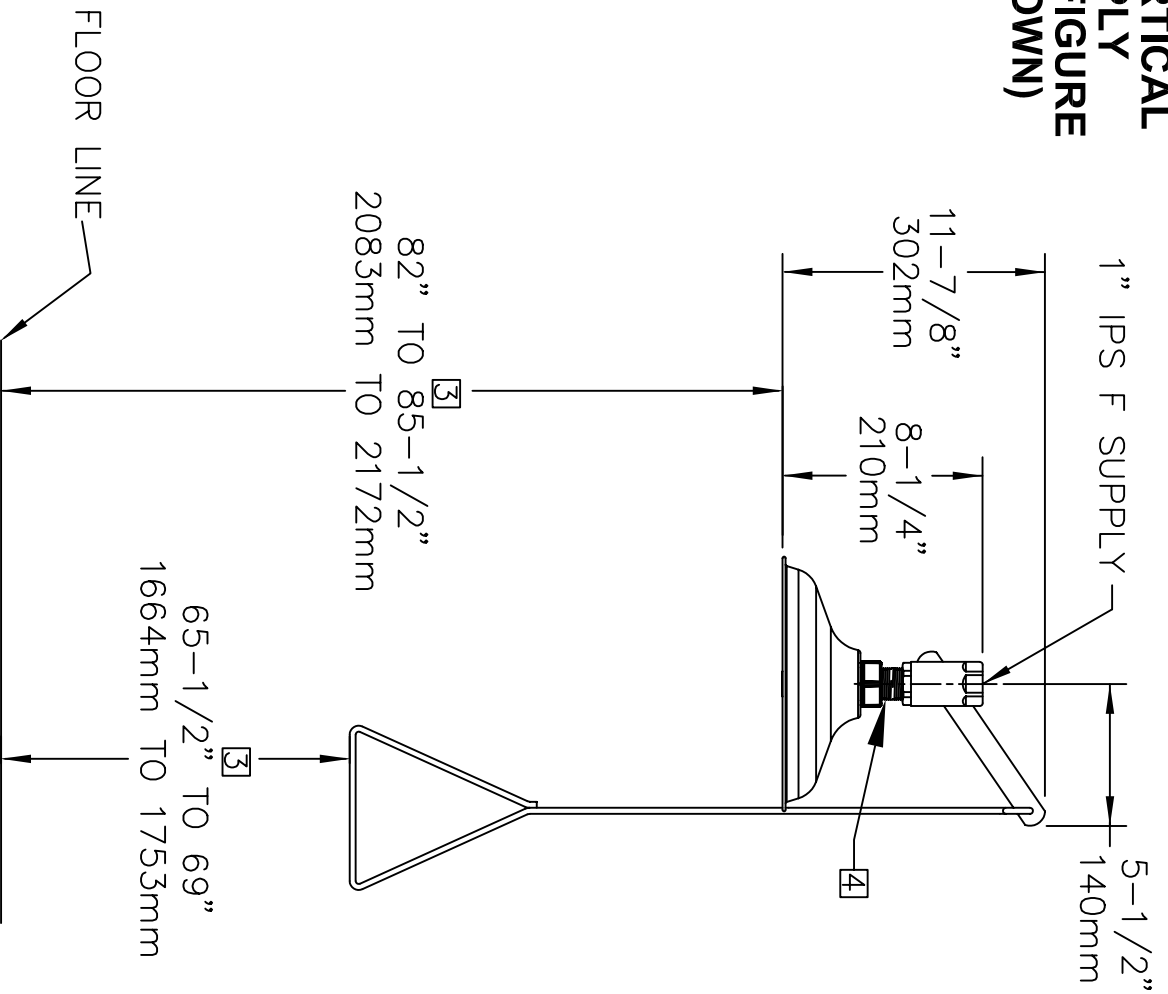 RTICAL
PLY
FIGURE
OWN)
1” IPS F SUPPLY
5-1/2”
140mm
11-7/8”
302mm
8-1/4”
210mm
4
3
82” TO 85-1/2”
2083mm TO 2172mm
3
65-1/2” TO 69”
1664mm TO 1753mm
FLOOR LINE